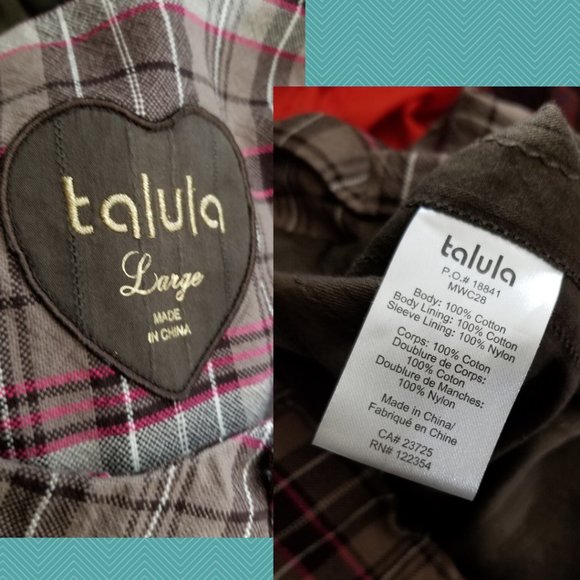 talula
Large
MADE
IN CHINA
talula
P.O.# 18841
MWC28
Body: 100% Cotton
Body Lining: 100% Cotton
Sleeve Lining: 100% Nylon
Corps: 100% Coton
Doublure de Corps:
100% Coton
Doublure de Manches:
100% Nylon
Made in China/
Fabriqué en Chine
CA# 23725
RN# 122354